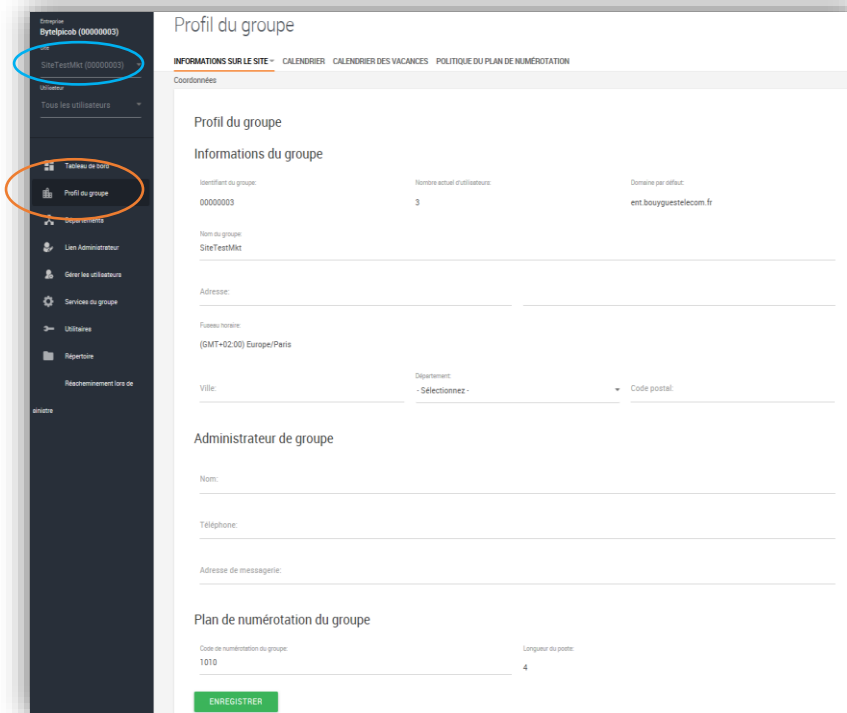 Entreprise
Bytelpicob (00000003)
Site
SiteTestMkt (00000003)
Utilisateur
Tous les utilisateurs
Tableau de bord
Profil du groupe
Départements
Lien Administrateur
Gérer les utilisateurs
Services du groupe
Utilitaires
Répertoire
Réacheminement lors de
sinistre
Profil du groupe
INFORMATIONS SUR LE SITE CALENDRIER CALENDRIER DES VACANCES POLITIQUE DU PLAN DE NUMÉROTATION
Coordonnées
Profil du groupe
Informations du groupe
Identifiant du groupe: Nombre actuel d'utilisateurs: Domaine par défaut:
00000003 3 ent.bouyguestelecom.fr
Nom du groupe:
SiteTestMkt
Adresse:
Fuseau horaire:
(GMT+02:00) Europe/Paris
Ville: Département: - Sélectionnez - Code postal:
Administrateur de groupe
Nom:
Téléphone:
Adresse de messagerie:
Plan de numérotation du groupe
Code de numérotation du groupe: Longueur du poste:
1010 4
ENREGISTRER